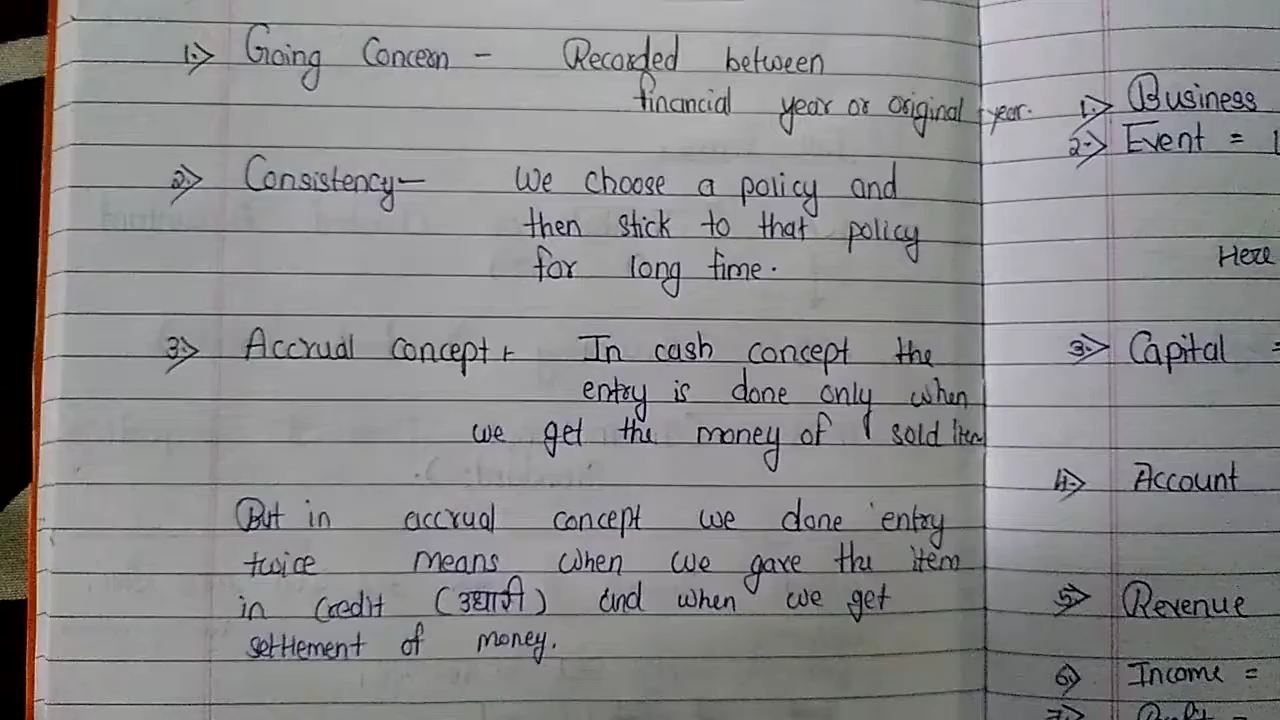 1.> Going Concern - Recorded between
financial year or original year.
2.> Consistency- We choose a policy and
then stick to that policy
for long time.
3.> Accrual concept In cash concept the
entry is done only when
we get the money of sold item
But in accrual concept we done entry
twice means when we gave the item
in credit (उधारी) and when we get
settlement of money.
1.> Business
2.> Event =
Here
3.> Capital =
4.> Account
5.> Revenue
6.> Income =